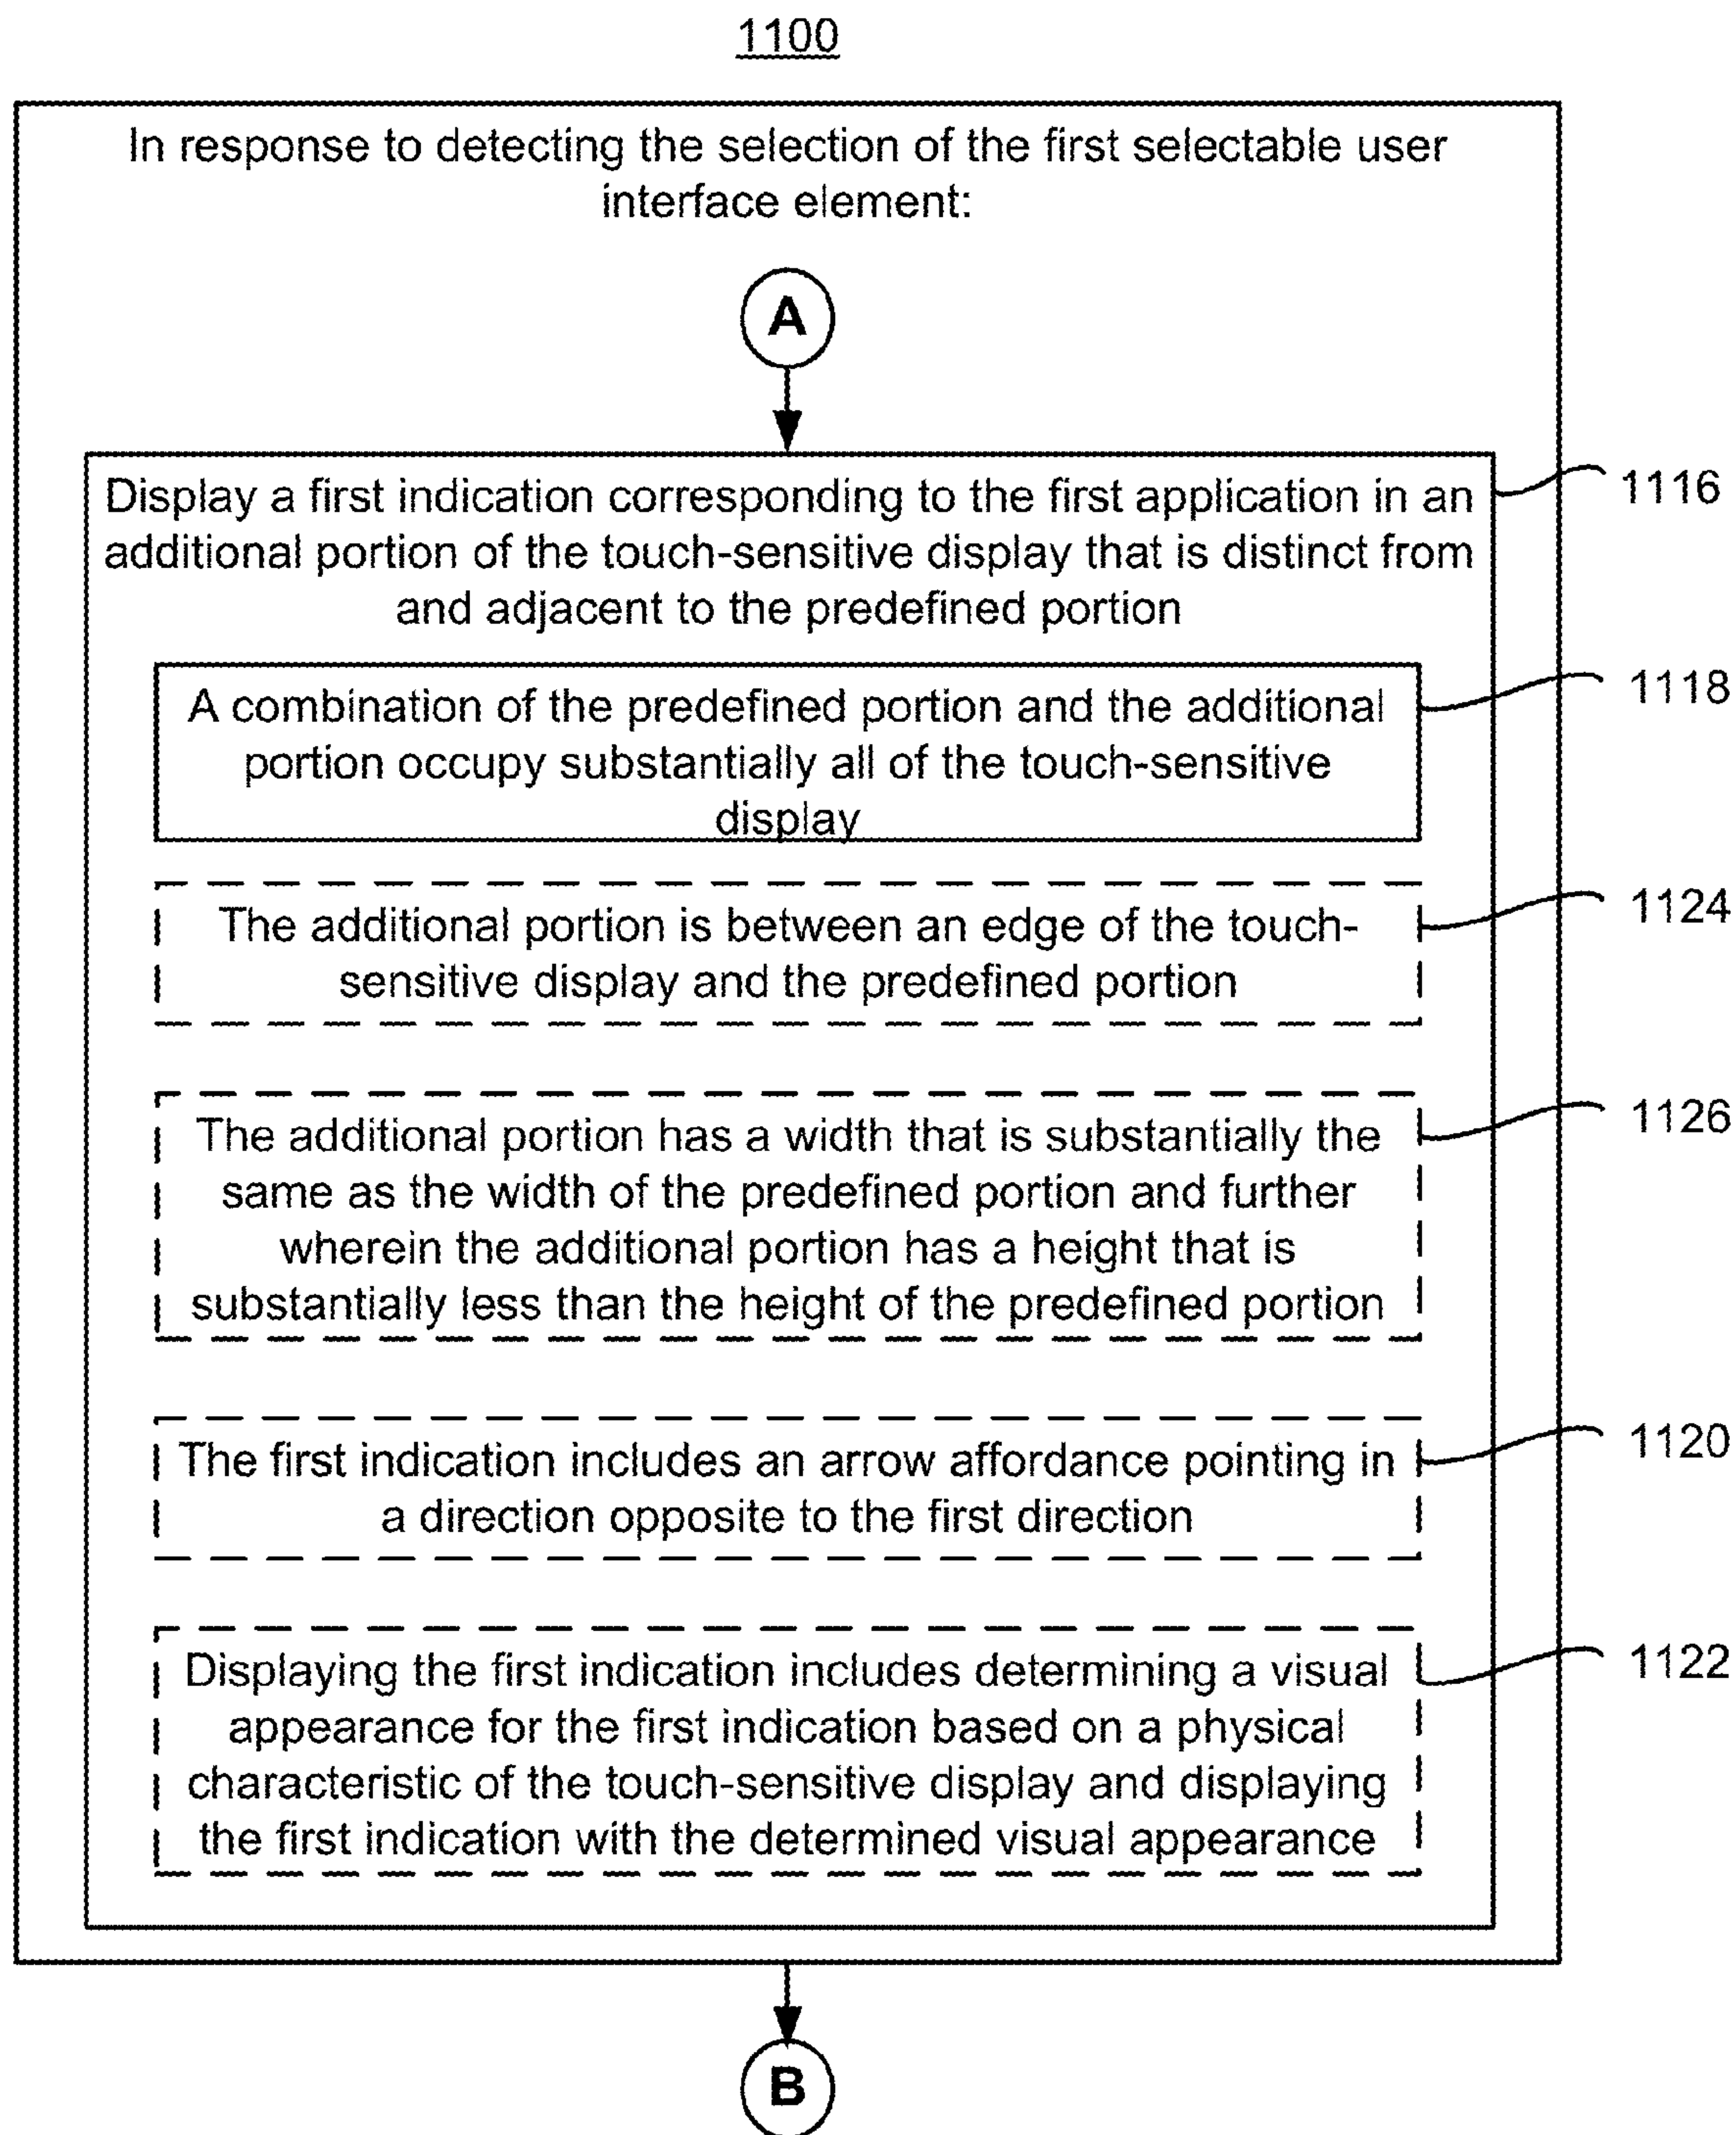 1100
In response to detecting the selection of the first selectable user
interface element:
A
Display a first indication corresponding to the first application in an
additional portion of the touch-sensitive display that is distinct from
and adjacent to the predefined portion
1116
A combination of the predefined portion and the additional
portion occupy substantially all of the touch-sensitive
display
1118
The additional portion is between an edge of the touch-
sensitive display and the predefined portion
1124
The additional portion has a width that is substantially the
same as the width of the predefined portion and further
wherein the additional portion has a height that is
substantially less than the height of the predefined portion
1126
The first indication includes an arrow affordance pointing in
a direction opposite to the first direction
1120
Displaying the first indication includes determining a visual
appearance for the first indication based on a physical
characteristic of the touch-sensitive display and displaying
the first indication with the determined visual appearance
1122
B